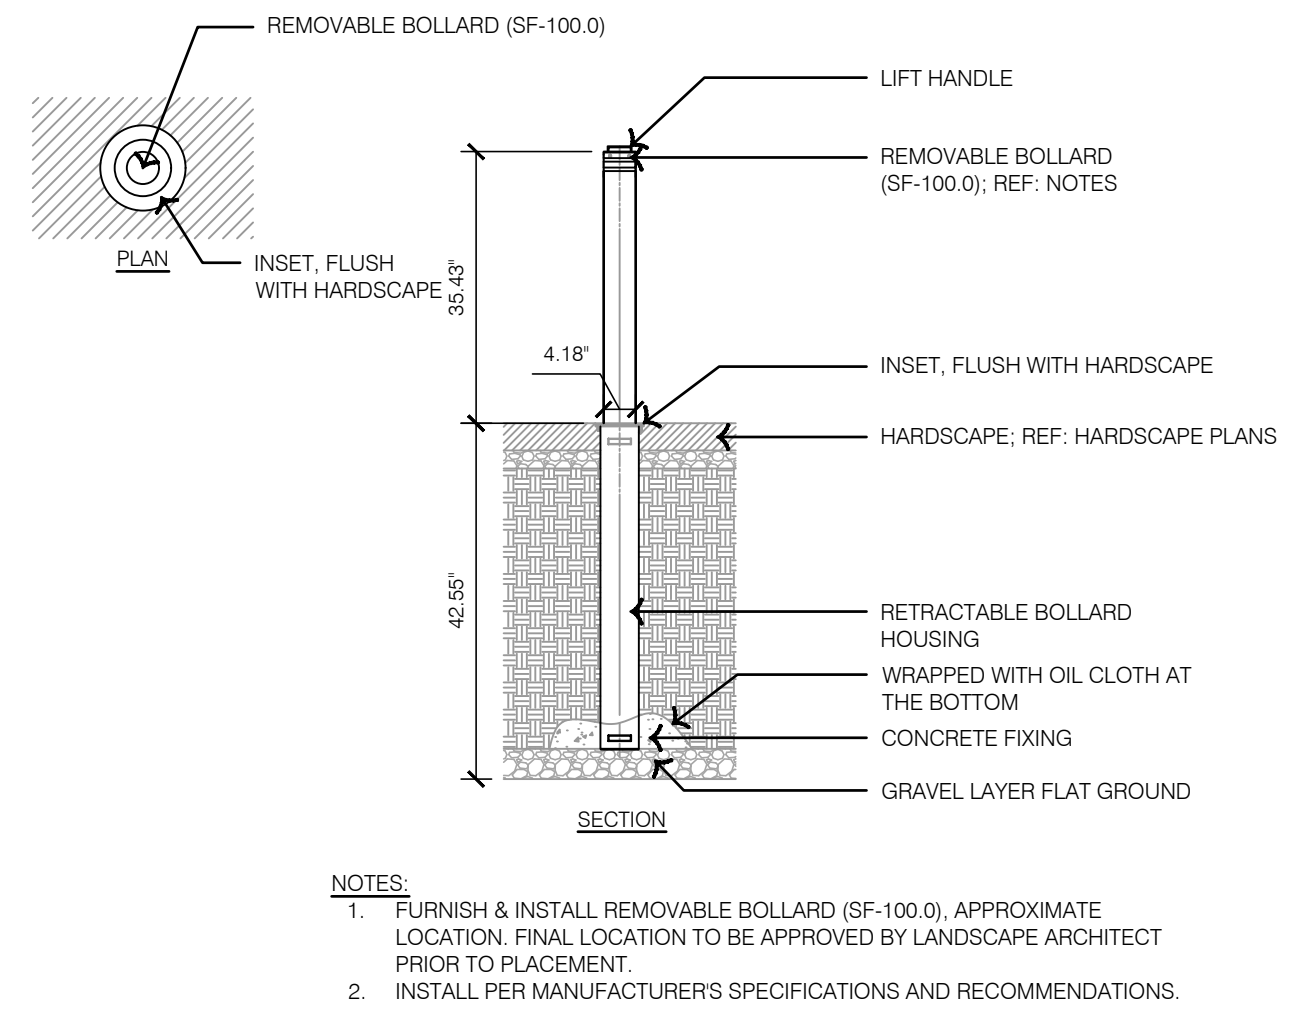 REMOVABLE BOLLARD (SF-100.0)
PLAN
INSET, FLUSH
WITH HARDSCAPE
LIFT HANDLE
REMOVABLE BOLLARD
(SF-100.0); REF: NOTES
35.43"
4.18"
INSET, FLUSH WITH HARDSCAPE
HARDSCAPE; REF: HARDSCAPE PLANS
42.55"
RETRACTABLE BOLLARD
HOUSING
WRAPPED WITH OIL CLOTH AT
THE BOTTOM
CONCRETE FIXING
GRAVEL LAYER FLAT GROUND
SECTION
NOTES:
1. FURNISH & INSTALL REMOVABLE BOLLARD (SF-100.0), APPROXIMATE
LOCATION. FINAL LOCATION TO BE APPROVED BY LANDSCAPE ARCHITECT
PRIOR TO PLACEMENT.
2. INSTALL PER MANUFACTURER'S SPECIFICATIONS AND RECOMMENDATIONS.